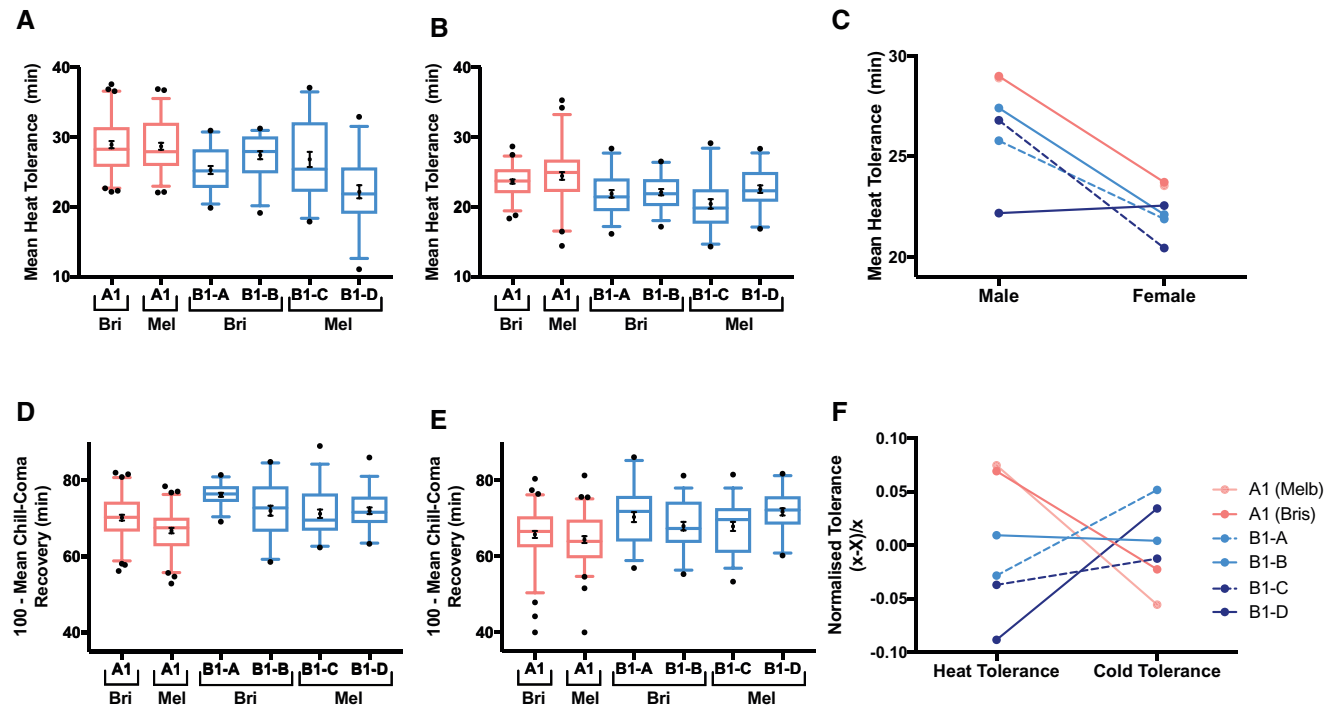 A
Mean Heat Tolerance (min)
40
30
20
10
A1
A1
B1-A
B1-B
B1-C
B1-D
Bri
Mel
Bri
Mel
B
Mean Heat Tolerance (min)
40
30
20
10
A1
A1
B1-A
B1-B
B1-C
B1-D
Bri
Mel
Bri
Mel
C
Mean Heat Tolerance (min)
30
25
20
Male
Female
D
100 - Mean Chill-Coma
Recovery (min)
80
60
40
A1
A1
B1-A
B1-B
B1-C
B1-D
Bri
Mel
Bri
Mel
E
100 - Mean Chill-Coma
Recovery (min)
80
60
40
A1
A1
B1-A
B1-B
B1-C
B1-D
Bri
Mel
Bri
Mel
F
Normalised Tolerance
(x-X)/x
0.10
0.05
0.00
-0.05
-0.10
Heat Tolerance
Cold Tolerance
A1 (Melb)
A1 (Bris)
B1-A
B1-B
B1-C
B1-D